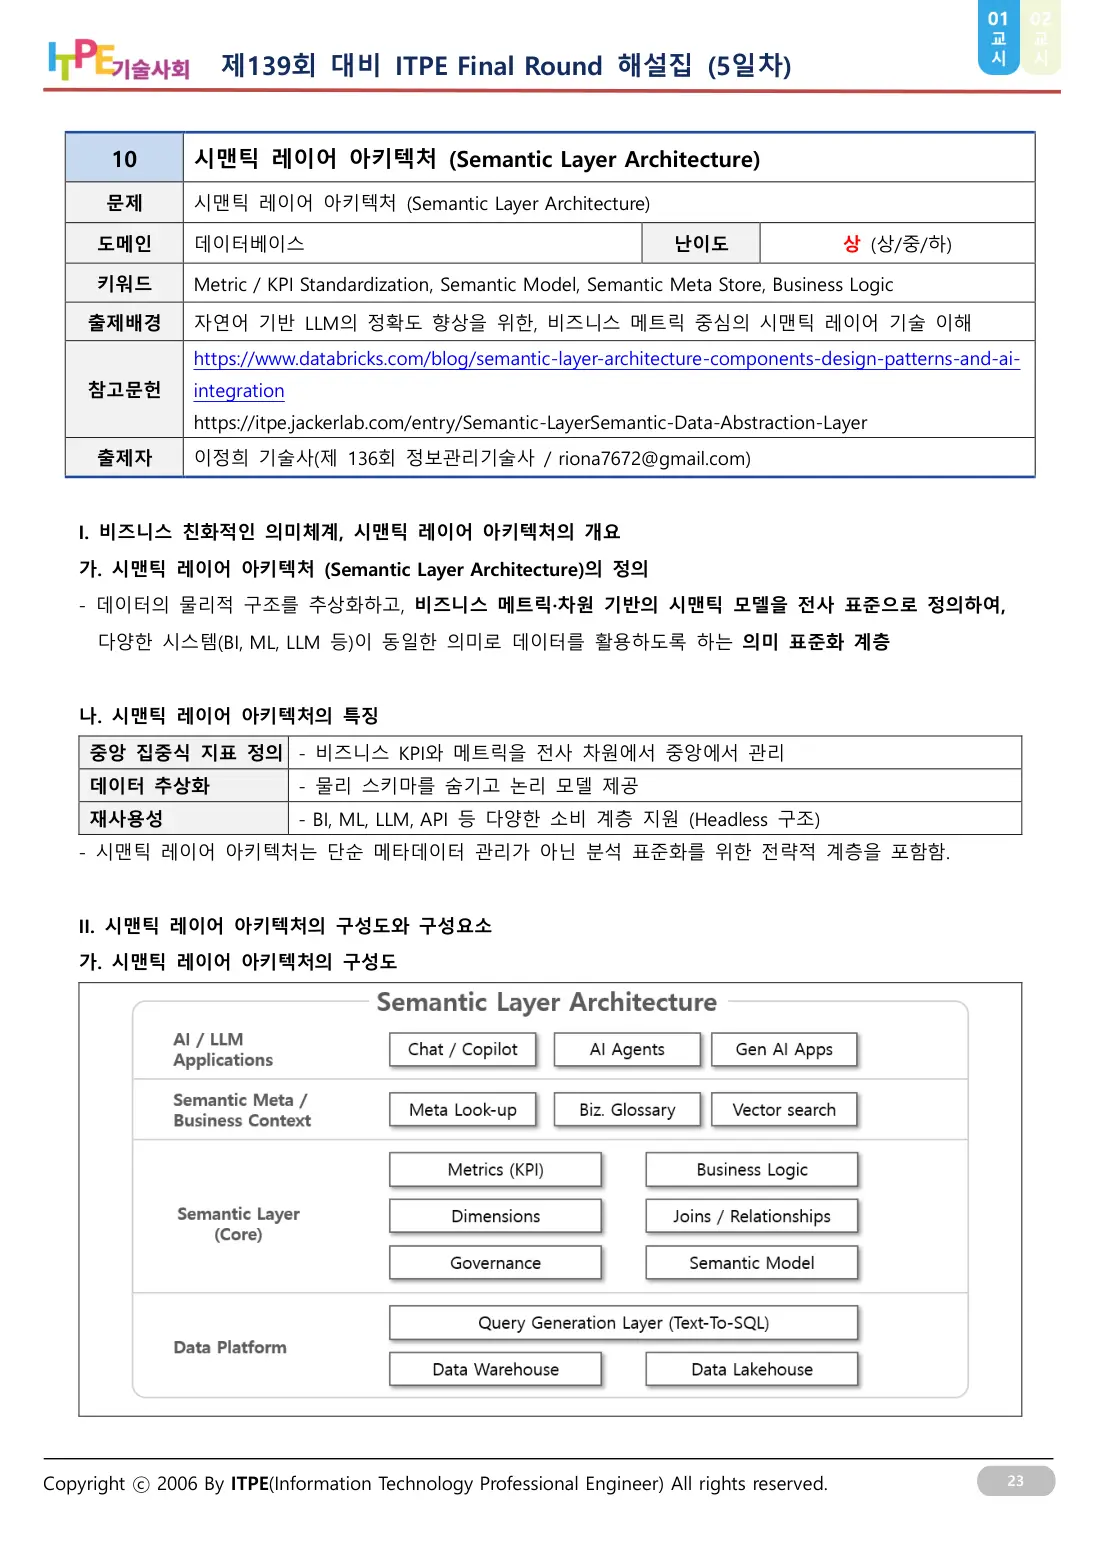 ITPE기술사회 제139회 대비 ITPE Final Round 해설집 (5일차)
01
교
시
02
교
시
10 시맨틱 레이어 아키텍처 (Semantic Layer Architecture)
문제 시맨틱 레이어 아키텍처 (Semantic Layer Architecture)
도메인 데이터베이스 난이도 상 (상/중/하)
키워드 Metric / KPI Standardization, Semantic Model, Semantic Meta Store, Business Logic
출제배경 자연어 기반 LLM의 정확도 향상을 위한, 비즈니스 메트릭 중심의 시맨틱 레이어 기술 이해
참고문헌 https://www.databricks.com/blog/semantic-layer-architecture-components-design-patterns-and-ai-
integration
https://itpe.jackerlab.com/entry/Semantic-LayerSemantic-Data-Abstraction-Layer
출제자 이정희 기술사(제 136회 정보관리기술사 / riona7672@gmail.com)
I. 비즈니스 친화적인 의미체계, 시맨틱 레이어 아키텍처의 개요
가. 시맨틱 레이어 아키텍처 (Semantic Layer Architecture)의 정의
- 데이터의 물리적 구조를 추상화하고, 비즈니스 메트릭·차원 기반의 시맨틱 모델을 전사 표준으로 정의하여,
다양한 시스템(BI, ML, LLM 등)이 동일한 의미로 데이터를 활용하도록 하는 의미 표준화 계층
나. 시맨틱 레이어 아키텍처의 특징
중앙 집중식 지표 정의 - 비즈니스 KPI와 메트릭을 전사 차원에서 중앙에서 관리
데이터 추상화 - 물리 스키마를 숨기고 논리 모델 제공
재사용성 - BI, ML, LLM, API 등 다양한 소비 계층 지원 (Headless 구조)
- 시맨틱 레이어 아키텍처는 단순 메타데이터 관리가 아닌 분석 표준화를 위한 전략적 계층을 포함함.
II. 시맨틱 레이어 아키텍처의 구성도와 구성요소
가. 시맨틱 레이어 아키텍처의 구성도
Semantic Layer Architecture
AI / LLM
Applications
Chat / Copilot AI Agents Gen AI Apps
Semantic Meta /
Business Context
Meta Look-up Biz. Glossary Vector search
Semantic Layer
(Core)
Metrics (KPI) Business Logic
Dimensions Joins / Relationships
Governance Semantic Model
Data Platform
Query Generation Layer (Text-To-SQL)
Data Warehouse Data Lakehouse
Copyright ⓒ 2006 By ITPE(Information Technology Professional Engineer) All rights reserved.
23